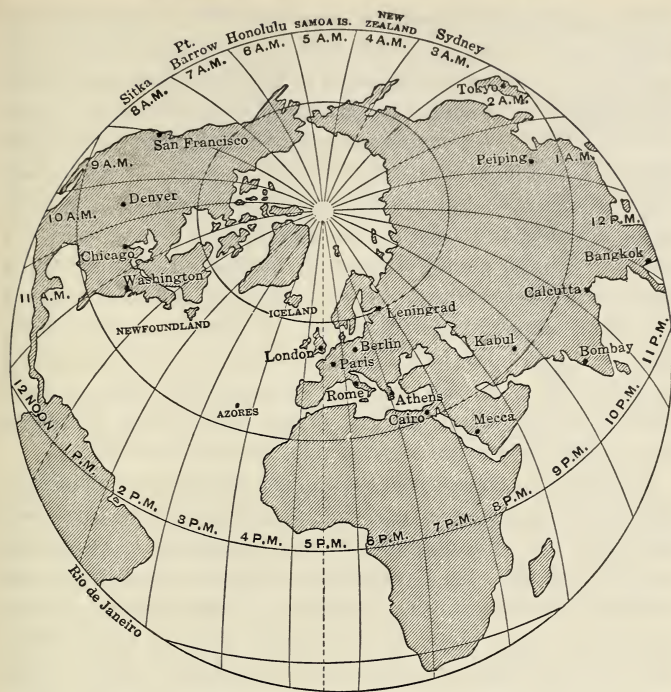 Sitka
8 A.M.
Pt.
Barrow
7 A.M.
Honolulu
6 A.M.
SAMOA IS.
5 A.M.
NEW
ZEALAND
4 A.M.
Sydney
3 A.M.
Tokyo
2 A.M.
San Francisco
9 A.M.
Peiping
1 A.M.
Denver
10 A.M.
12 P.M.
Chicago
Bangkok
Washington
11 A.M.
Calcutta
ICELAND
Leningrad
NEWFOUNDLAND
11 P.M.
London
Berlin
Kabul
Bombay
Paris
Rome
Athens
10 P.M.
AZORES
Cairo
Mecca
12 NOON
9 P.M.
1 P.M.
8 P.M.
2 P.M.
7 P.M.
3 P.M.
4 P.M.
5 P.M.
6 P.M.
Rio de Janeiro